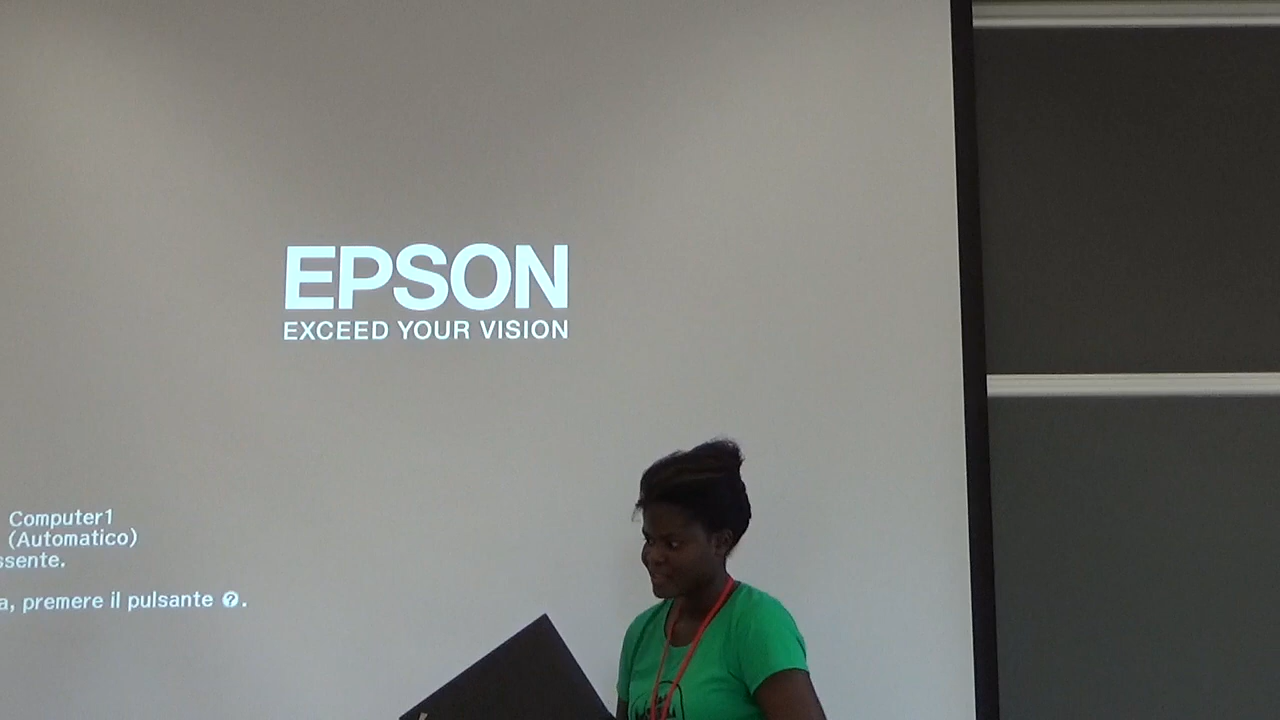 EPSON
EXCEED YOUR VISION
Computer1
(Automatico)
ssente.
a, premere il pulsante ?.